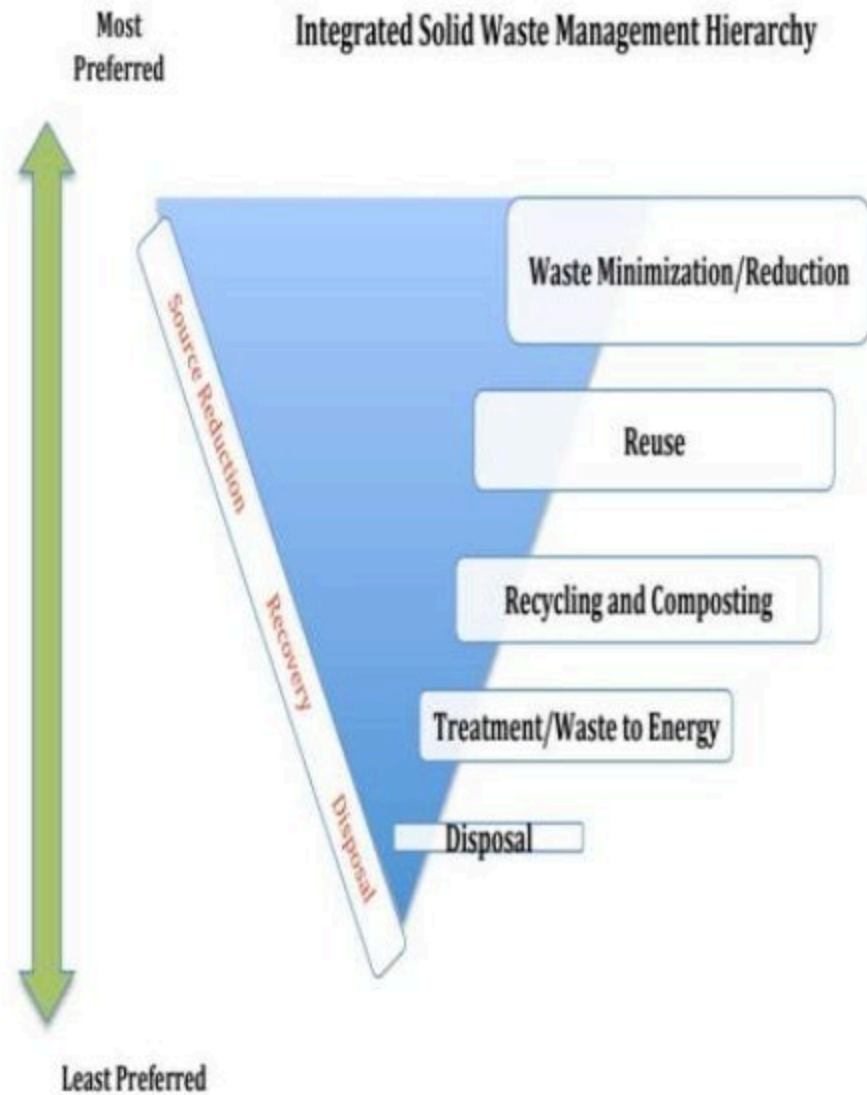 Most
Preferred
Integrated Solid Waste Management Hierarchy
Source Reduction
Recovery
Disposal
Waste Minimization/Reduction
Reuse
Recycling and Composting
Treatment/Waste to Energy
Disposal
Least Preferred